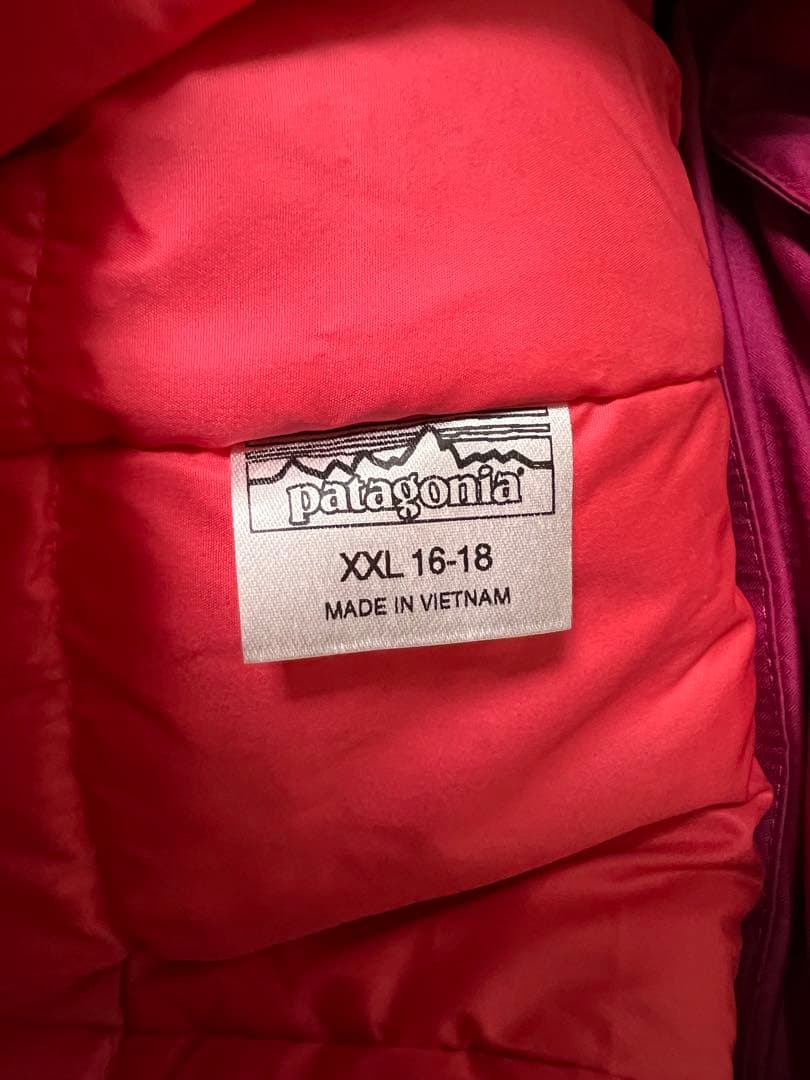 patagonia®
XXL 16-18
MADE IN VIETNAM